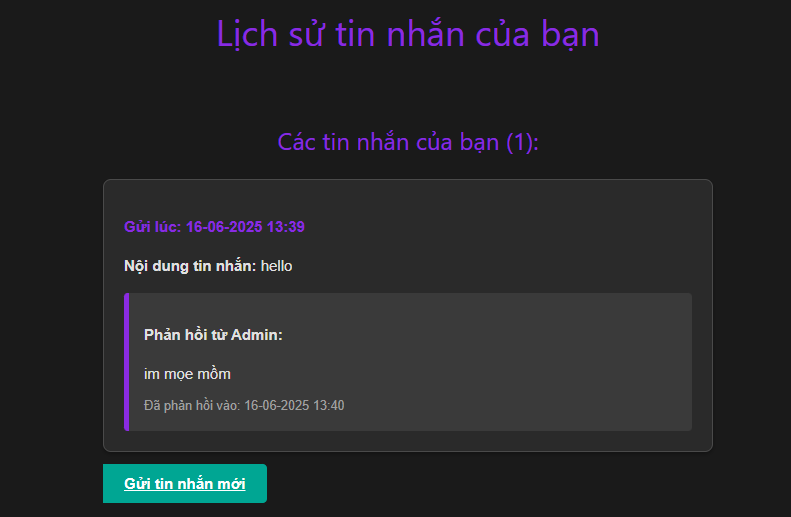 Lịch sử tin nhắn của bạn
Các tin nhắn của bạn (1):
Gửi lúc: 16-06-2025 13:39
Nội dung tin nhắn: hello
Phản hồi từ Admin:
im mọe mồm
Đã phản hồi vào: 16-06-2025 13:40
Gửi tin nhắn mới